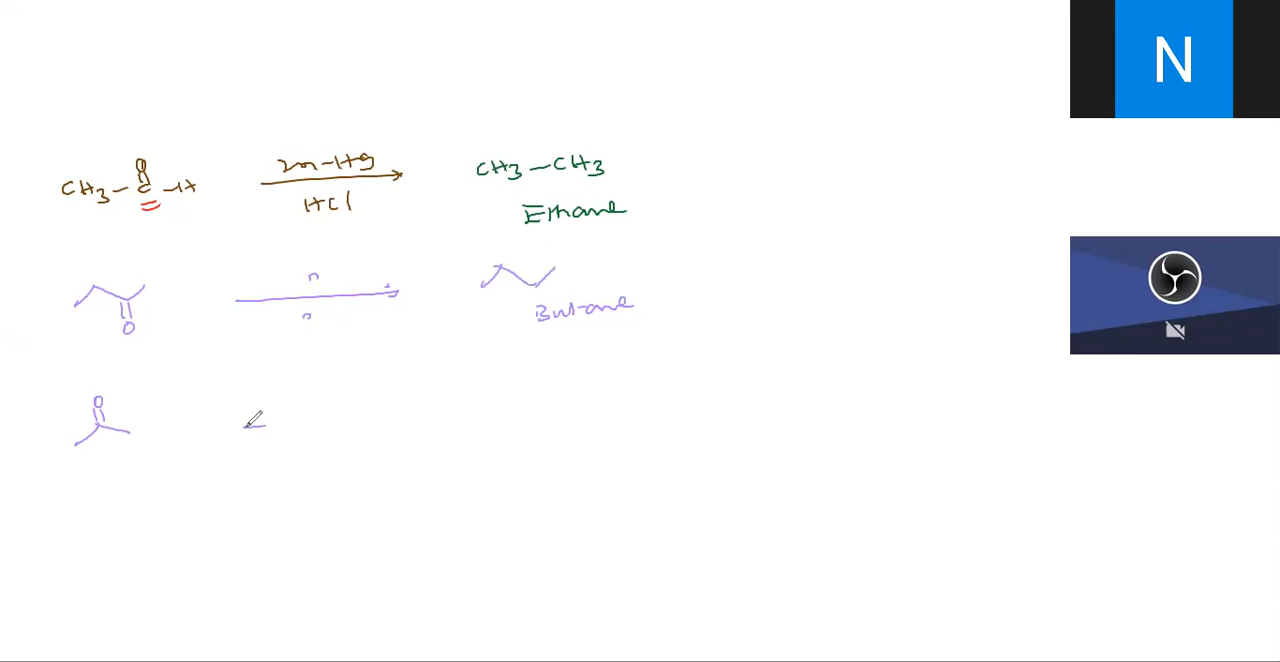 N
O
CH3-C-H
Zn-Hg
HCl
CH3-CH3
Ethane
O
"
"
Butane
O